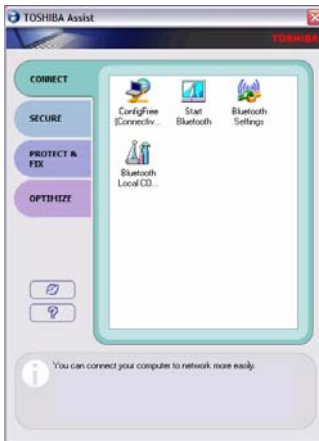 TOSHIBA Assist
TOSHIBA
CONNECT
SECURE
PROTECT &
FIX
OPTIMIZE
ConfigFree
(Connectiv...
Start
Bluetooth
Bluetooth
Settings
Bluetooth
Local CO...
You can connect your computer to network more easily.